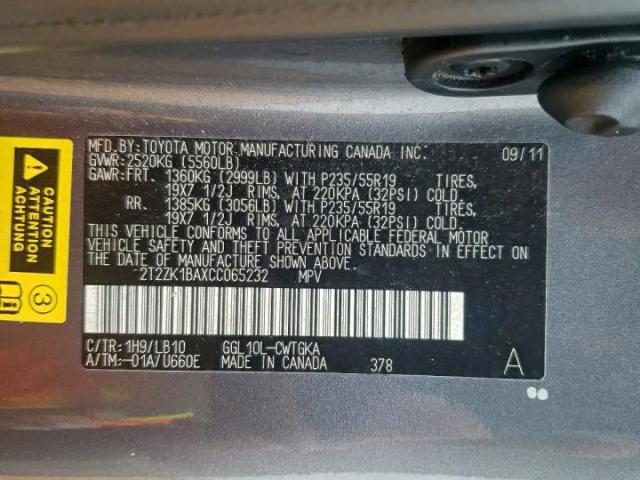 ATTENTION
ATTENTION
ACHTUNG
3
MFD.BY:TOYOTA MOTOR MANUFACTURING CANADA INC. 09/11
GVWR:2520KG (5560LB)
GAWR:FRT. 1360KG (2999LB) WITH P235/55R19 TIRES,
19X7 1/2J RIMS, AT 220KPA (32PSI) COLD.
RR. 1385KG (3056LB) WITH P235/55R19 TIRES,
19X7 1/2J RIMS, AT 220KPA (32PSI) COLD.
THIS VEHICLE CONFORMS TO ALL APPLICABLE FEDERAL MOTOR
VEHICLE SAFETY AND THEFT PREVENTION STANDARDS IN EFFECT ON
THE DATE OF MANUFACTURE SHOWN ABOVE.
2T2ZK1BAXCC065232 MPV
C/TR:1H9/LB10 GGL10L-CWTGKA
A/TM:-01A/U660E MADE IN CANADA 378 A